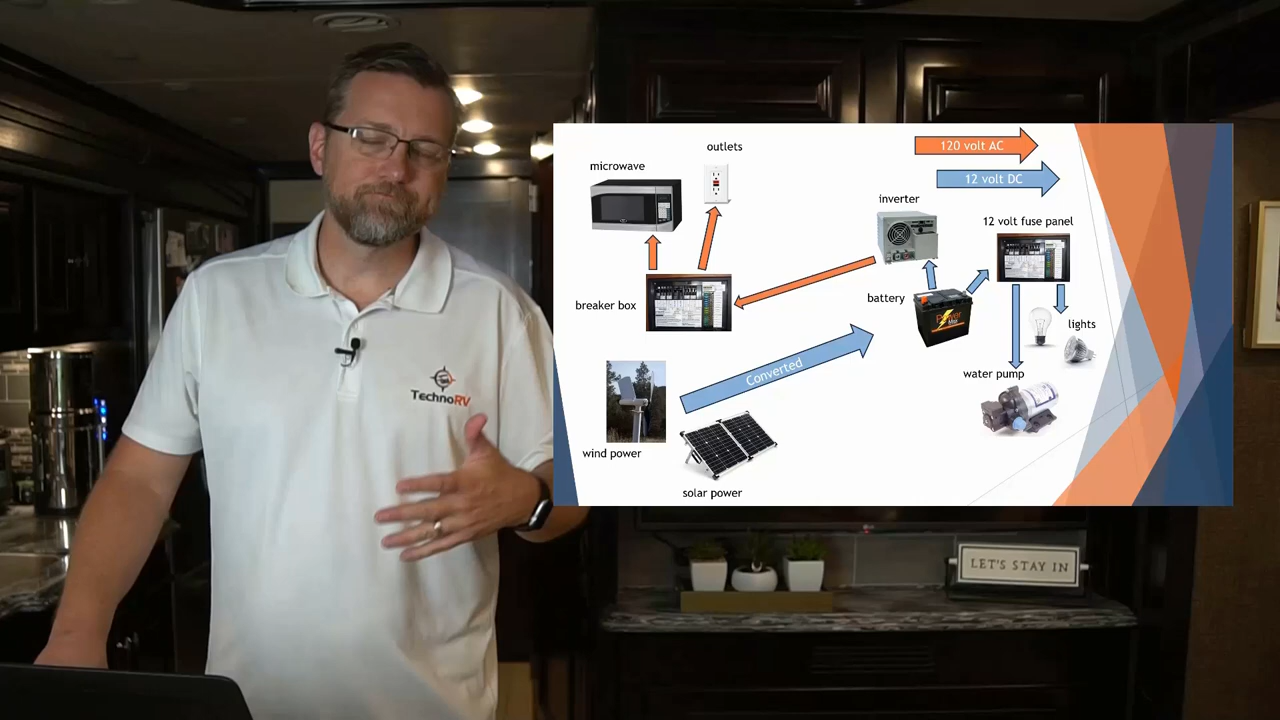 outlets
microwave
120 volt AC
12 volt DC
inverter
12 volt fuse panel
breaker box
battery
lights
Converted
water pump
wind power
solar power
TechnoRV
LET'S STAY IN